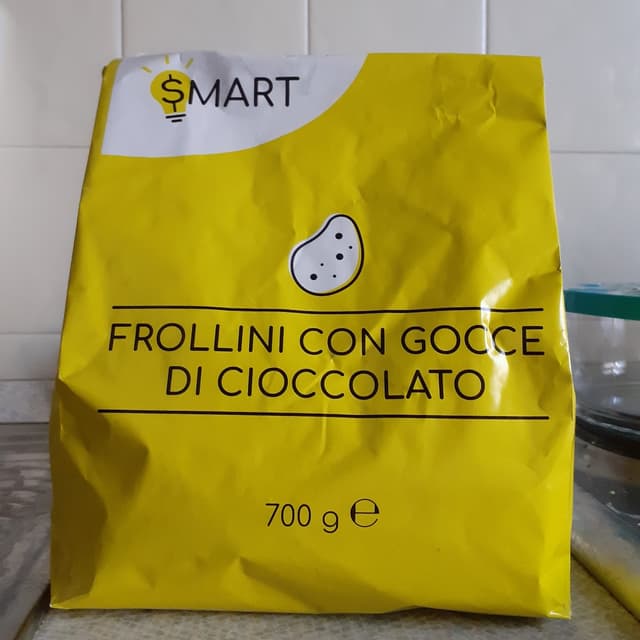 $MART
FROLLINI CON GOCCE
DI CIOCCOLATO
700 g ℮